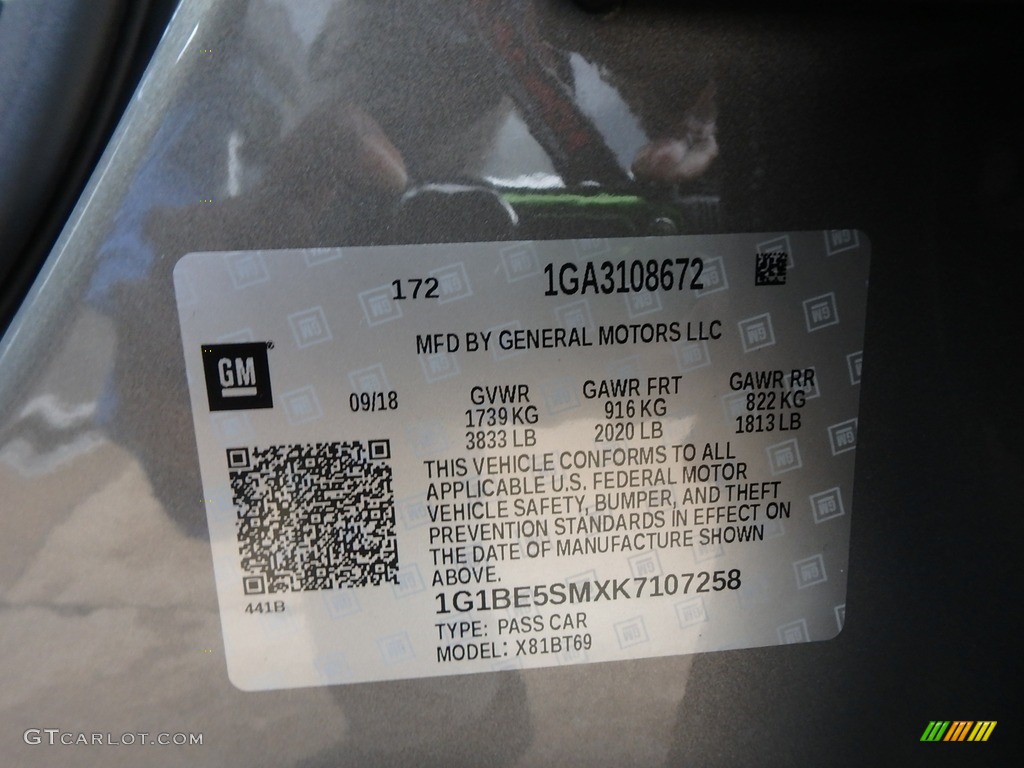 172 1GA3108672
MFD BY GENERAL MOTORS LLC
GM
09/18
GVWR
1739 KG
3833 LB
GAWR FRT
916 KG
2020 LB
GAWR RR
822 KG
1813 LB
THIS VEHICLE CONFORMS TO ALL
APPLICABLE U.S. FEDERAL MOTOR
VEHICLE SAFETY, BUMPER, AND THEFT
PREVENTION STANDARDS IN EFFECT ON
THE DATE OF MANUFACTURE SHOWN
ABOVE.
441B
1G1BE5SMXK7107258
TYPE: PASS CAR
MODEL: X81BT69
GTCARLOT.COM